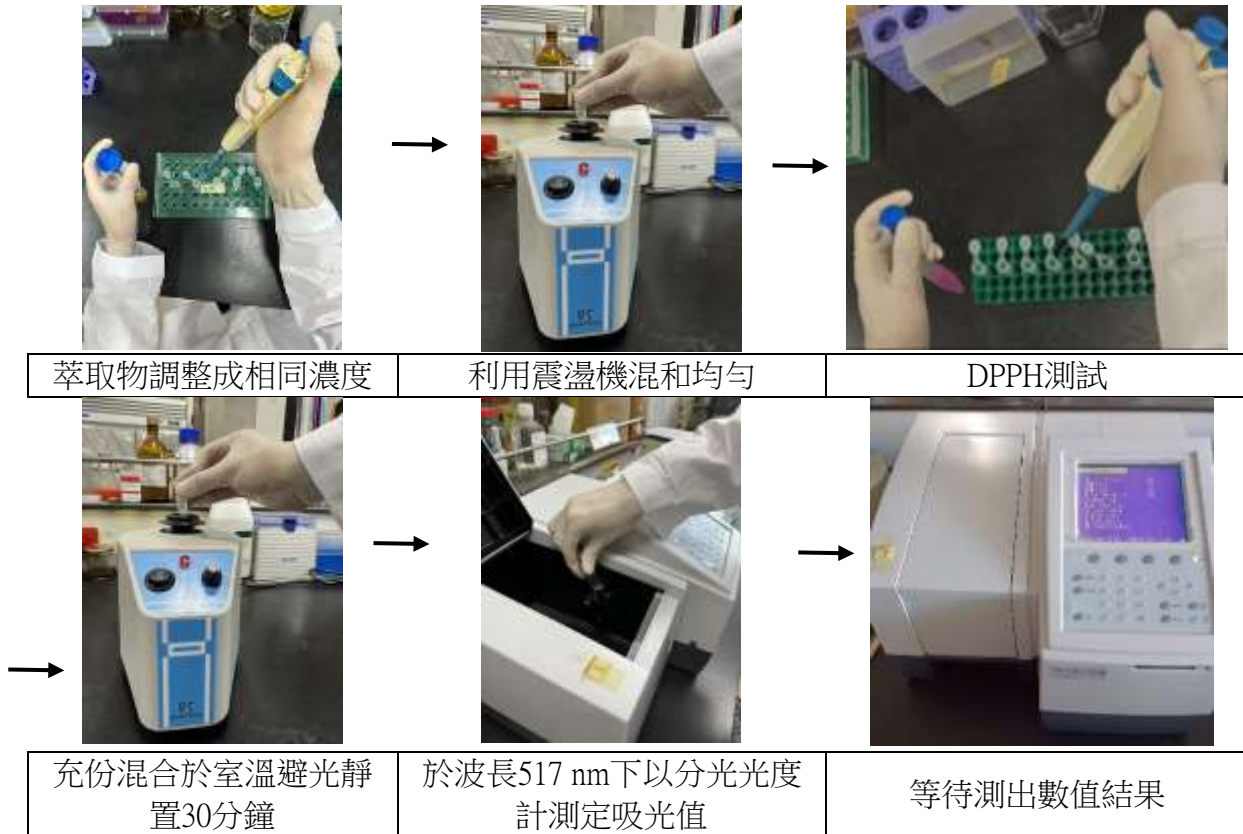 萃取物調整成相同濃度
利用震盪機混和均勻
DPPH測試
充份混合於室溫避光靜
置30分鐘
於波長517 nm下以分光光度
計測定吸光值
等待測出數值結果